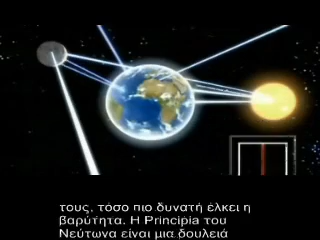 τους, τόσο πιο δυνατή έλκει η
βαρύτητα. Η Principia του
Νεύτωνα είναι μια δουλειά